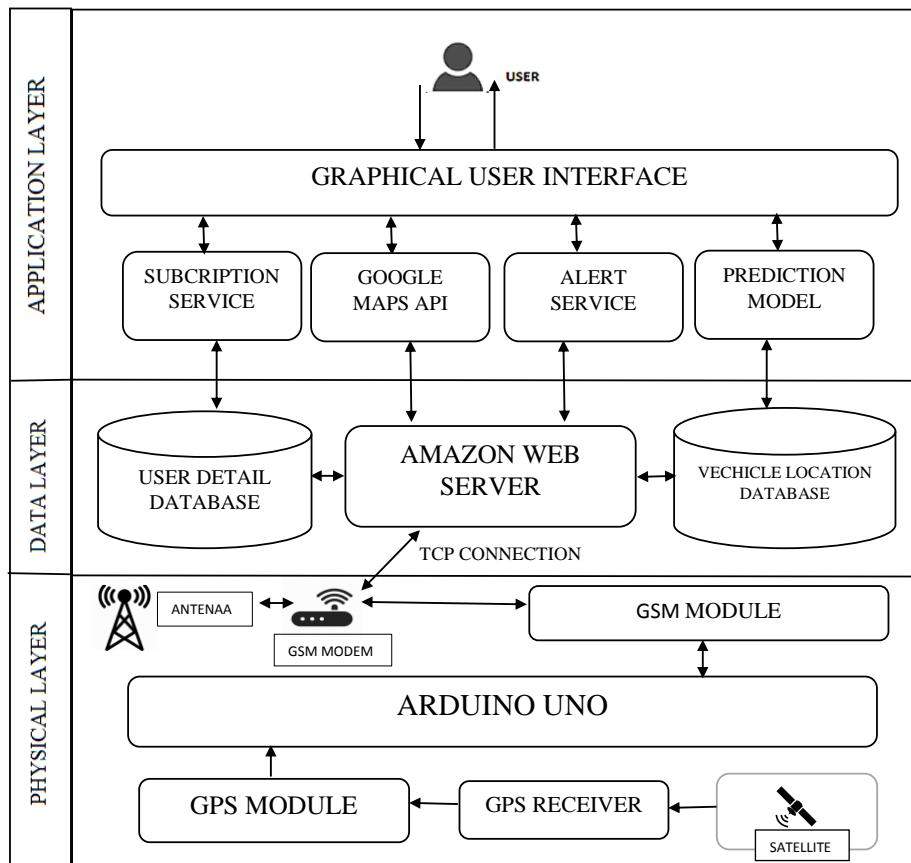 APPLICATION LAYER
USER
GRAPHICAL USER INTERFACE
SUBCRIPTION
SERVICE
GOOGLE
MAPS API
ALERT
SERVICE
PREDICTION
MODEL
DATA LAYER
USER DETAIL
DATABASE
AMAZON WEB
SERVER
VECHICLE LOCATION
DATABASE
TCP CONNECTION
PHYSICAL LAYER
ANTENAA
GSM MODEM
GSM MODULE
ARDUINO UNO
GPS MODULE
GPS RECEIVER
SATELLITE